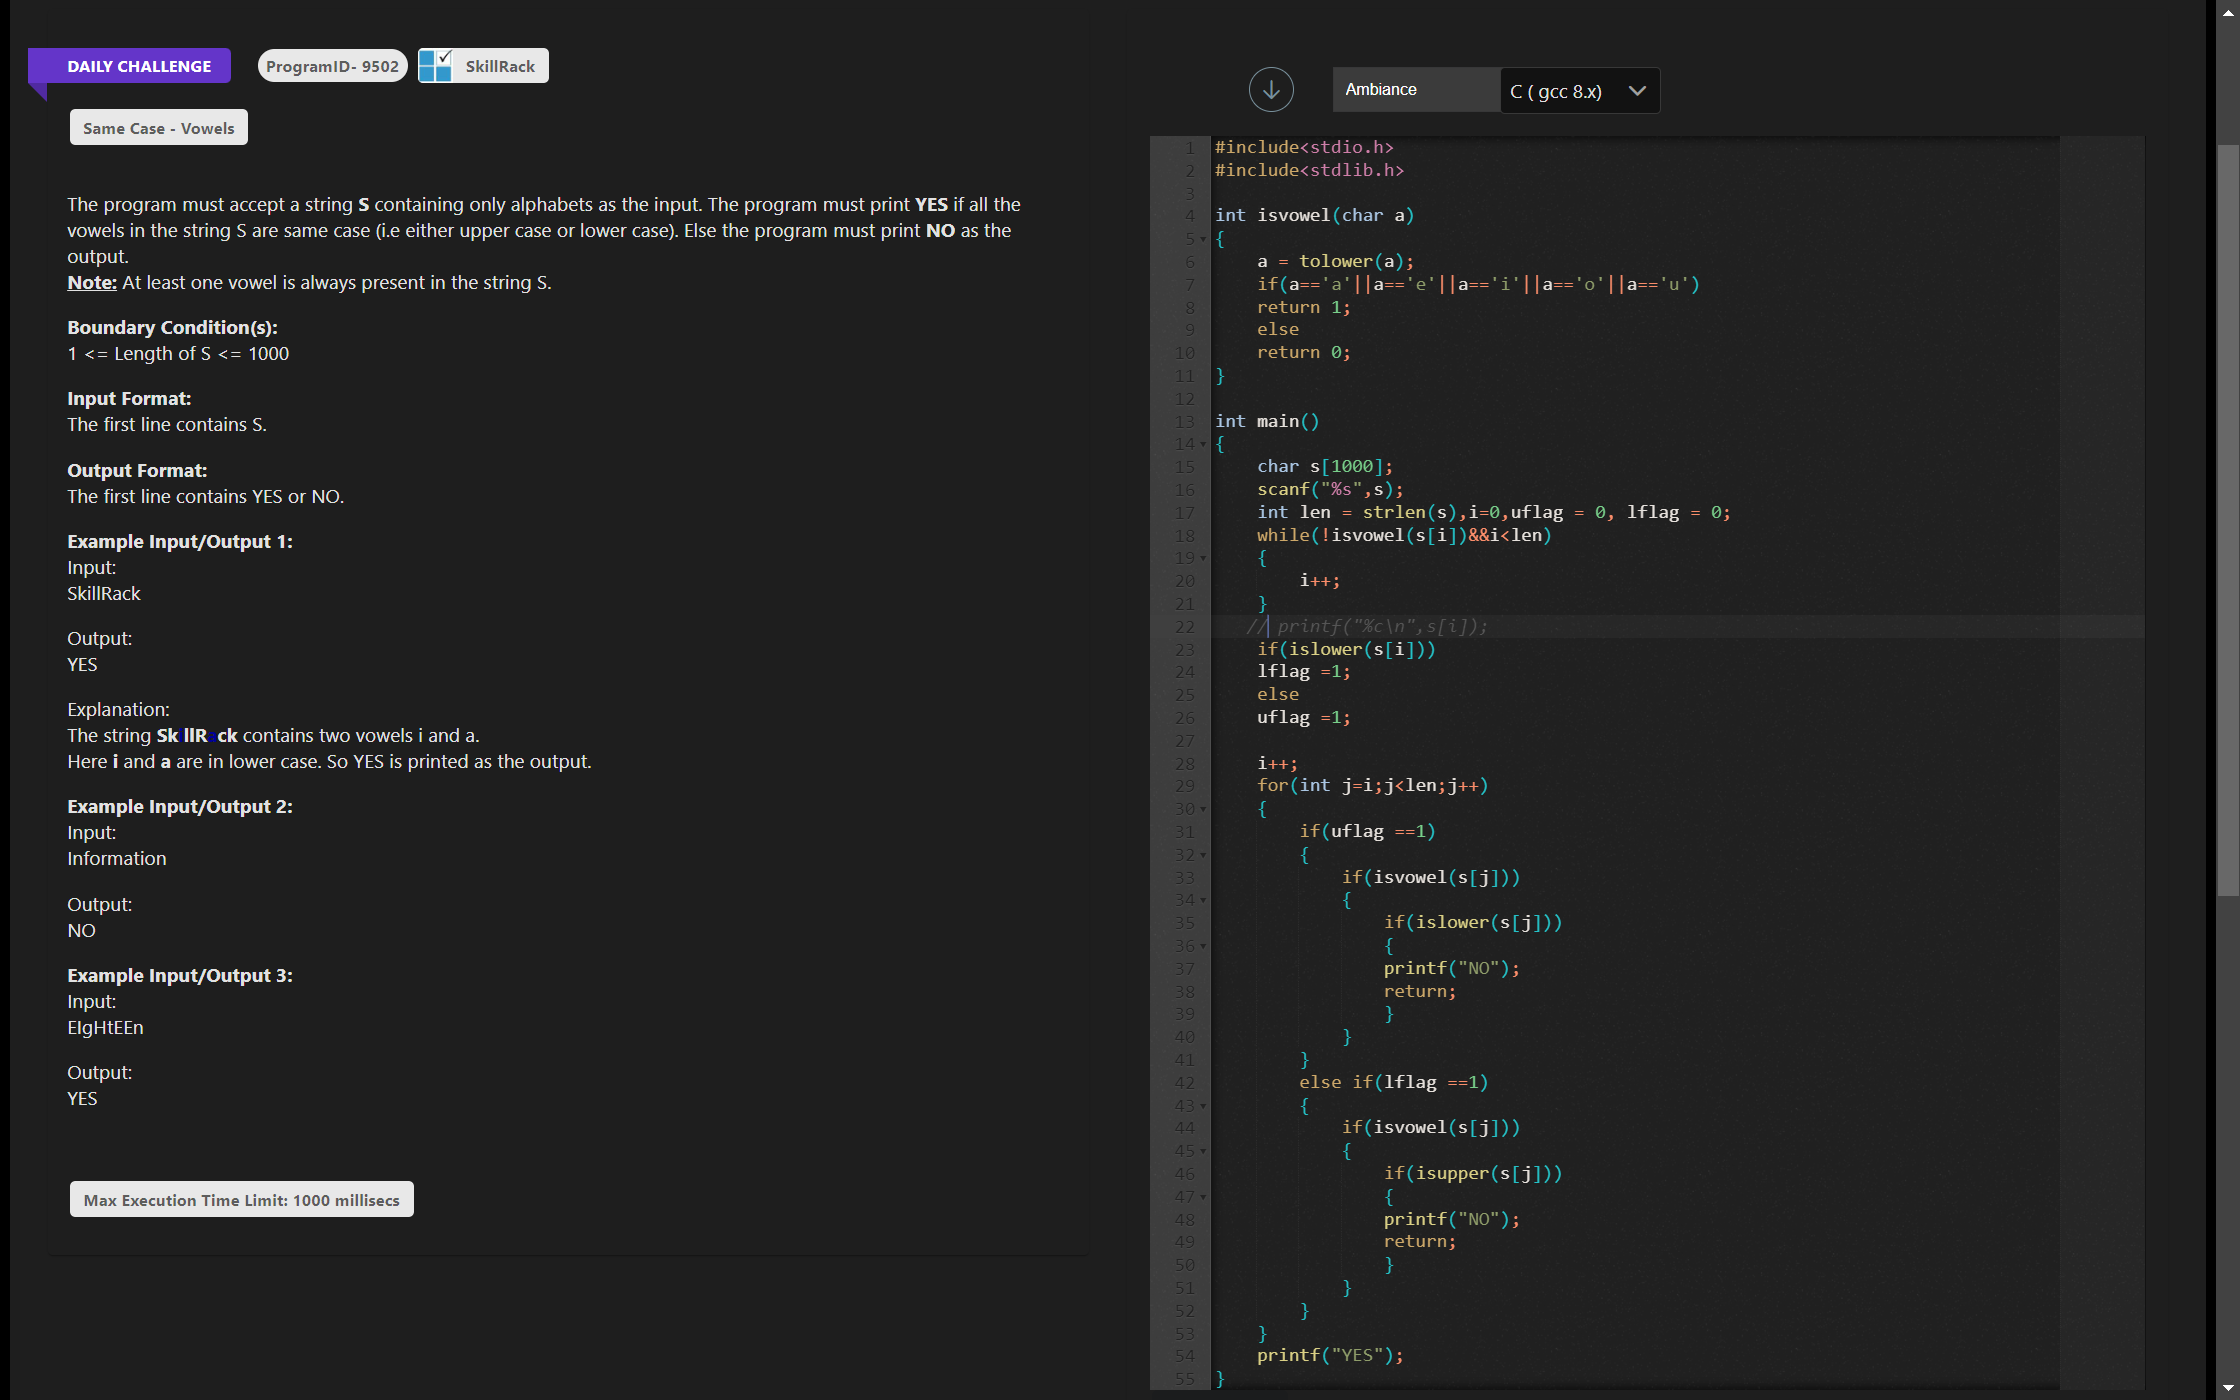 DAILY CHALLENGE
ProgramID- 9502
SkillRack
Same Case - Vowels
The program must accept a string S containing only alphabets as the input. The program must print YES if all the
vowels in the string S are same case (i.e either upper case or lower case). Else the program must print NO as the
output.
Note: At least one vowel is always present in the string S.
Boundary Condition(s):
1 <= Length of S <= 1000
Input Format:
The first line contains S.
Output Format:
The first line contains YES or NO.
Example Input/Output 1:
Input:
SkillRack
Output:
YES
Explanation:
The string SkillRack contains two vowels i and a.
Here i and a are in lower case. So YES is printed as the output.
Example Input/Output 2:
Input:
Information
Output:
NO
Example Input/Output 3:
Input:
EIgHtEEn
Output:
YES
Max Execution Time Limit: 1000 millisecs
Ambiance
C ( gcc 8.x)
1 #include<stdio.h>
2 #include<stdlib.h>
3
4 int isvowel(char a)
5 {
6 a = tolower(a);
7 if(a=='a'||a=='e'||a=='i'||a=='o'||a=='u')
8 return 1;
9 else
10 return 0;
11 }
12
13 int main()
14 {
15 char s[1000];
16 scanf("%s",s);
17 int len = strlen(s),i=0,uflag = 0, lflag = 0;
18 while(!isvowel(s[i])&&i<len)
19 {
20 i++;
21 }
22 // printf("%c\n",s[i]);
23 if(islower(s[i]))
24 lflag =1;
25 else
26 uflag =1;
27
28 i++;
29 for(int j=i;j<len;j++)
30 {
31 if(uflag ==1)
32 {
33 if(isvowel(s[j]))
34 {
35 if(islower(s[j]))
36 {
37 printf("NO");
38 return;
39 }
40 }
41 }
42 else if(lflag ==1)
43 {
44 if(isvowel(s[j]))
45 {
46 if(isupper(s[j]))
47 {
48 printf("NO");
49 return;
50 }
51 }
52 }
53 }
54 printf("YES");
55 }